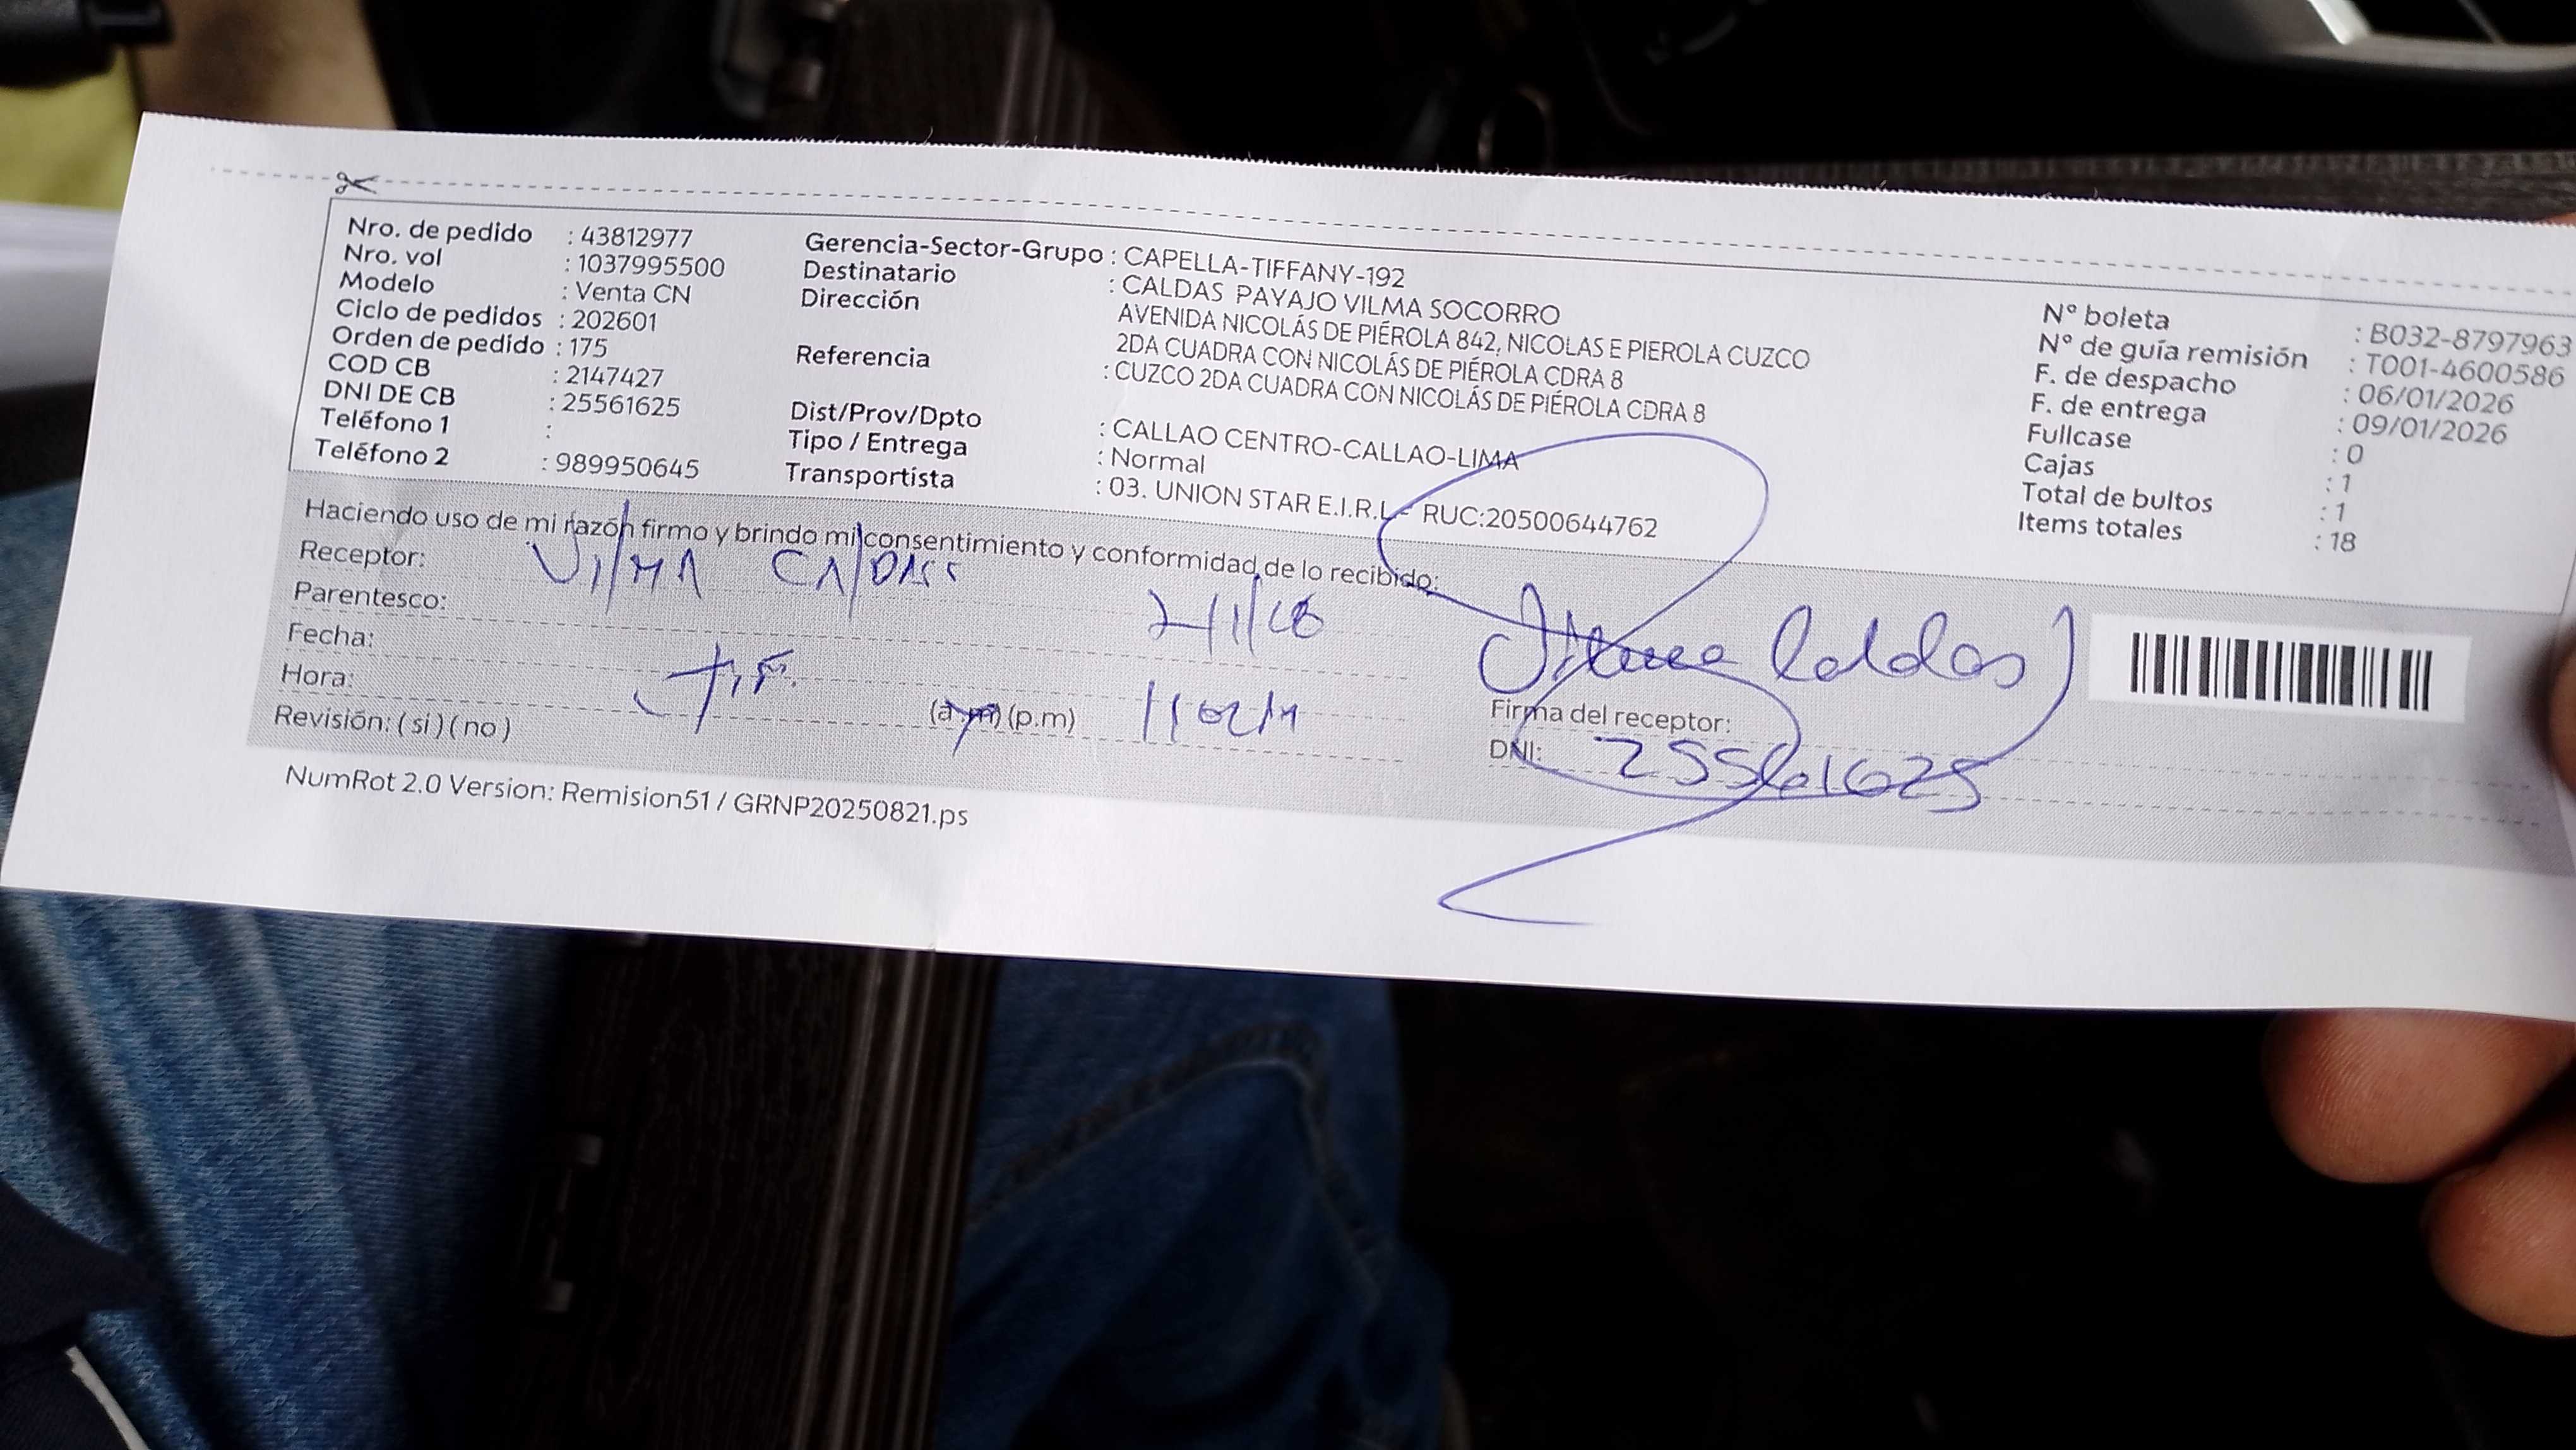 Nro. de pedido : 43812977
Nro. vol : 1037995500
Modelo : Venta CN
Ciclo de pedidos : 202601
Orden de pedido : 175
COD CB : 2147427
DNI DE CB : 25561625
Teléfono 1 :
Teléfono 2 : 989950645
Gerencia-Sector-Grupo : CAPELLA-TIFFANY-192
Destinatario : CALDAS PAYAJO VILMA SOCORRO
Dirección AVENIDA NICOLÁS DE PIÉROLA 842, NICOLAS E PIEROLA CUZCO
2DA CUADRA CON NICOLÁS DE PIÉROLA CDRA 8
Referencia : CUZCO 2DA CUADRA CON NICOLÁS DE PIÉROLA CDRA 8
Dist/Prov/Dpto : CALLAO CENTRO-CALLAO-LIMA
Tipo / Entrega : Normal
Transportista : 03. UNION STAR E.I.R.L - RUC:20500644762
N° boleta : B032-8797963
N° de guía remisión : T001-4600586
F. de despacho : 06/01/2026
F. de entrega : 09/01/2026
Fullcase : 0
Cajas : 1
Total de bultos : 1
Items totales : 18
Haciendo uso de mi razón firmo y brindo mi consentimiento y conformidad de lo recibido:
Receptor: VilMA CAlDAS
Parentesco:
Fecha:
Hora: (a.m) (p.m)
Revisión: ( si ) ( no )
Vilma Caldas
Firma del receptor:
DNI: 25561625
NumRot 2.0 Version: Remision51 / GRNP20250821.ps